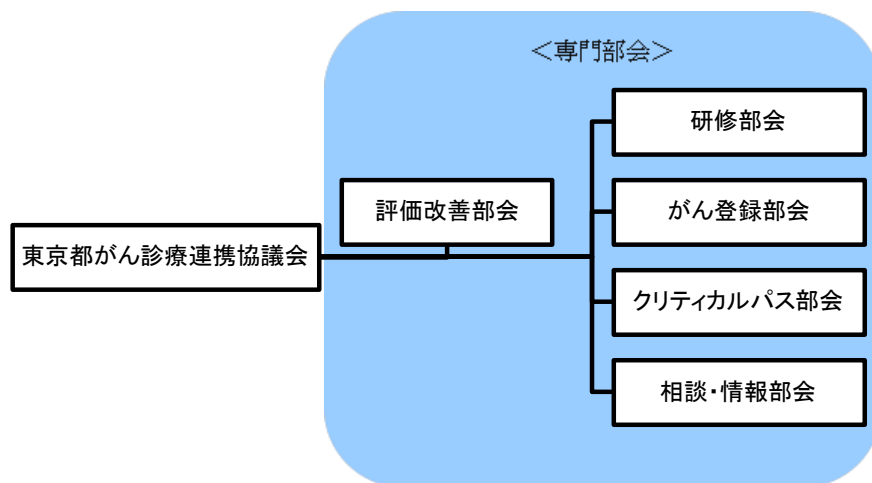 ＜専門部会＞
研修部会
評価改善部会
がん登録部会
東京都がん診療連携協議会
クリティカルパス部会
相談・情報部会